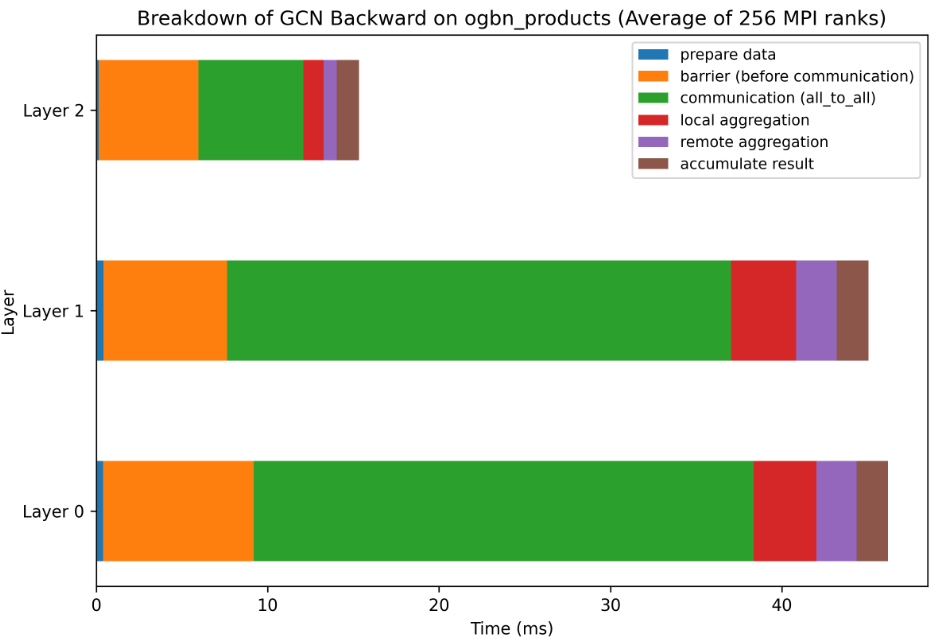 Breakdown of GCN Backward on ogbn_products (Average of 256 MPI ranks)
prepare data
barrier (before communication)
communication (all_to_all)
local aggregation
remote aggregation
accumulate result
Layer 2
Layer 1
Layer 0
Layer
0 10 20 30 40
Time (ms)